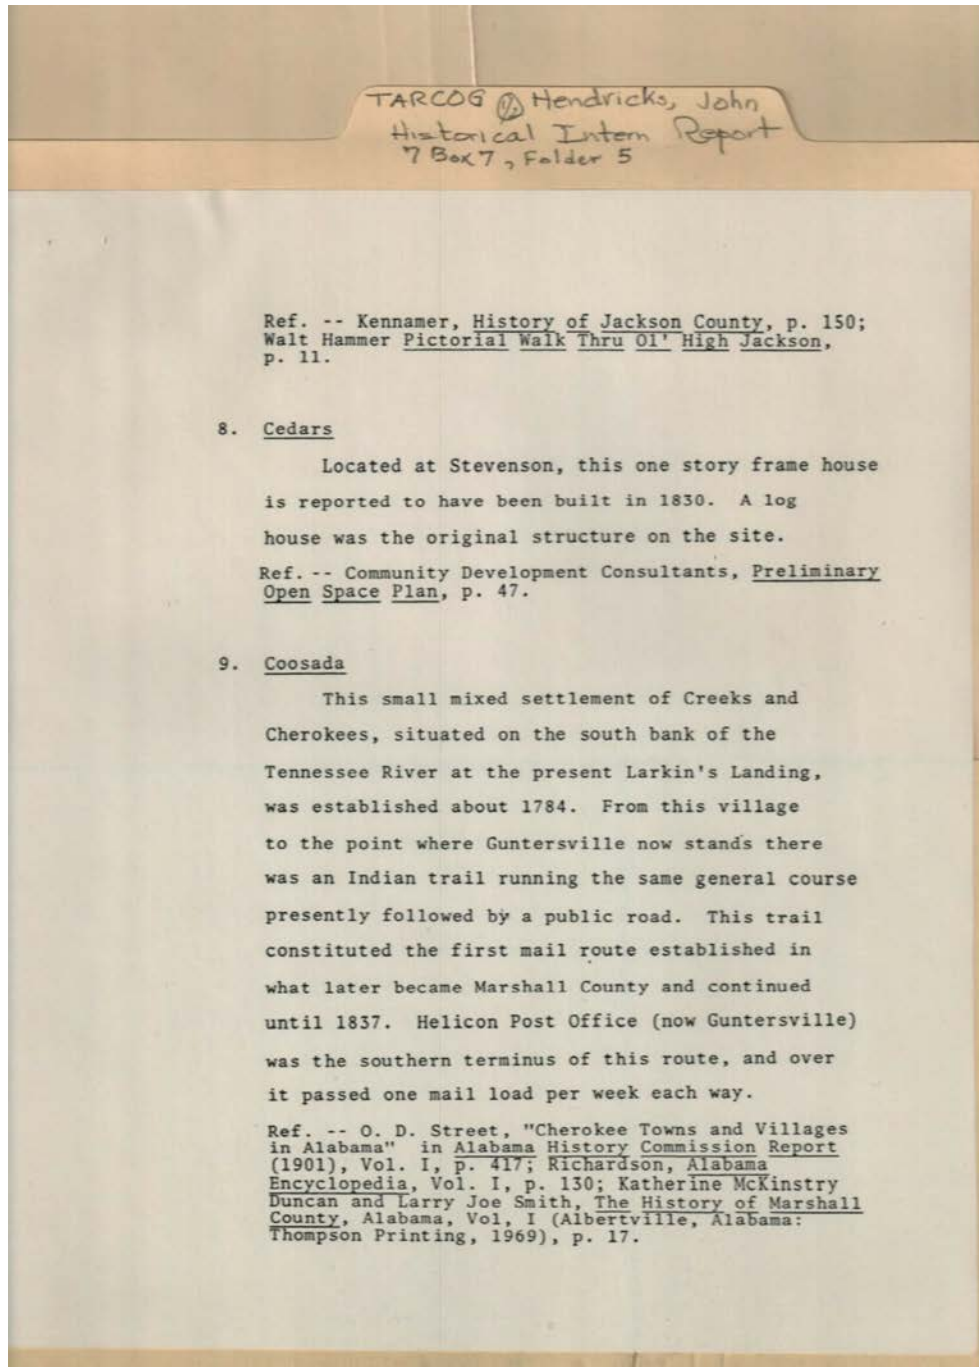 TARCOG Hendricks, John
Historical Intern Report
7 Box 7, Folder 5
Ref. -- Kennamer, History of Jackson County, p. 150;
Walt Hammer Pictorial Walk Thru Ol' High Jackson,
p. 11.
8. Cedars
Located at Stevenson, this one story frame house
is reported to have been built in 1830. A log
house was the original structure on the site.
Ref. -- Community Development Consultants, Preliminary
Open Space Plan, p. 47.
9. Coosada
This small mixed settlement of Creeks and
Cherokees, situated on the south bank of the
Tennessee River at the present Larkin's Landing,
was established about 1784. From this village
to the point where Guntersville now stands there
was an Indian trail running the same general course
presently followed by a public road. This trail
constituted the first mail route established in
what later became Marshall County and continued
until 1837. Helicon Post Office (now Guntersville)
was the southern terminus of this route, and over
it passed one mail load per week each way.
Ref. -- O. D. Street, "Cherokee Towns and Villages
in Alabama" in Alabama History Commission Report
(1901), Vol. I, p. 417; Richardson, Alabama
Encyclopedia, Vol. I, p. 130; Katherine McKinstry
Duncan and Larry Joe Smith, The History of Marshall
County, Alabama, Vol, I (Albertville, Alabama:
Thompson Printing, 1969), p. 17.